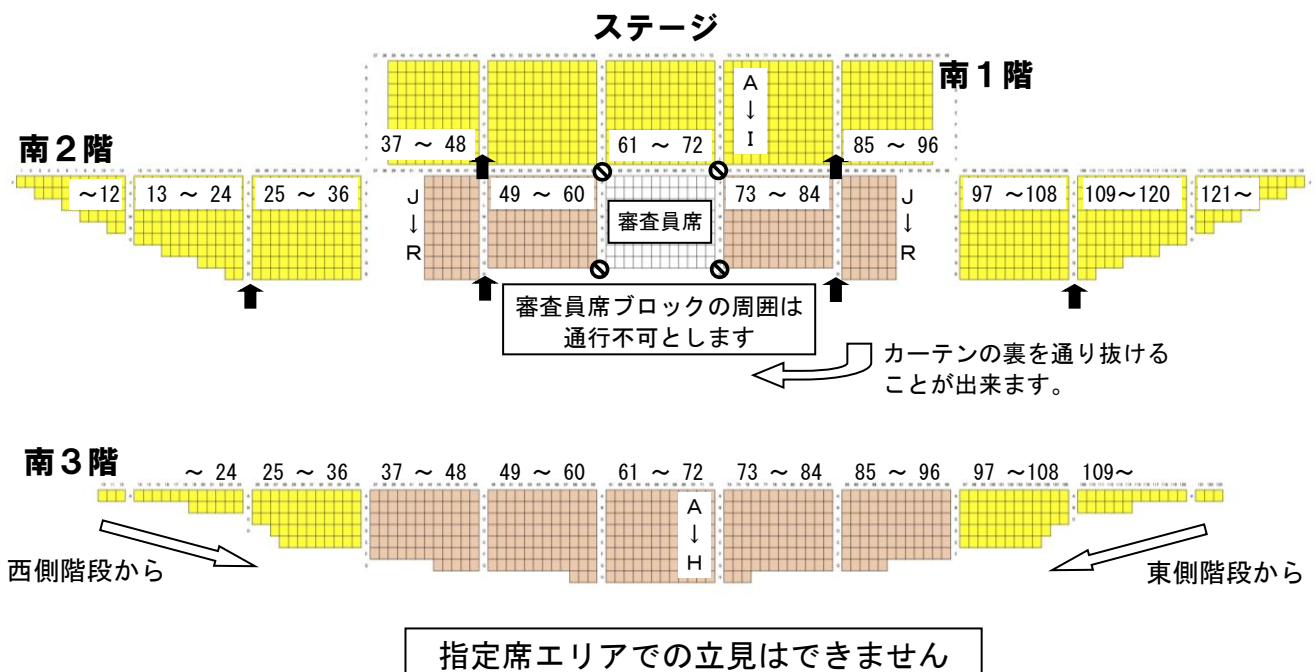 ステージ
南1階
A
↓
I
37 ～ 48
61 ～ 72
85 ～ 96
南2階
～12
13 ～ 24
25 ～ 36
J
↓
R
49 ～ 60
審査員席
73 ～ 84
J
↓
R
97 ～108
109～120
121～
審査員席ブロックの周囲は
通行不可とします
カーテンの裏を通り抜ける
ことが出来ます。
南3階
～ 24
25 ～ 36
37 ～ 48
49 ～ 60
61 ～ 72
73 ～ 84
85 ～ 96
97 ～108
109～
A
↓
H
西側階段から
東側階段から
指定席エリアでの立見はできません